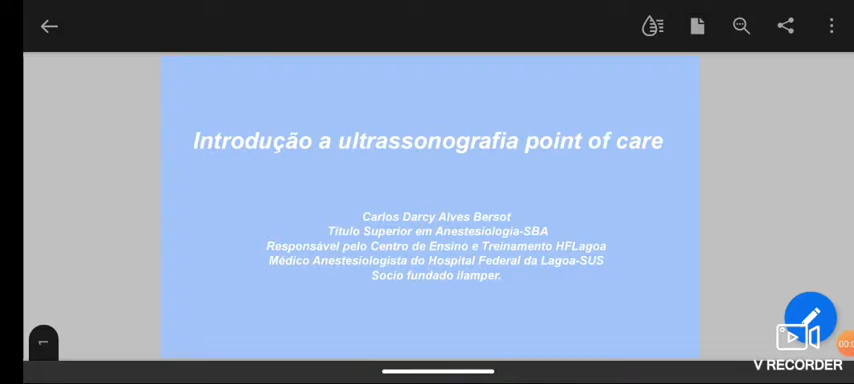 Introdução a ultrassonografia point of care
Carlos Darcy Alves Bersot
Título Superior em Anestesiologia-SBA
Responsável pelo Centro de Ensino e Treinamento HFLagoa
Médico Anestesiologista do Hospital Federal da Lagoa-SUS
Socio fundado ilamper.
1
V RECORDER